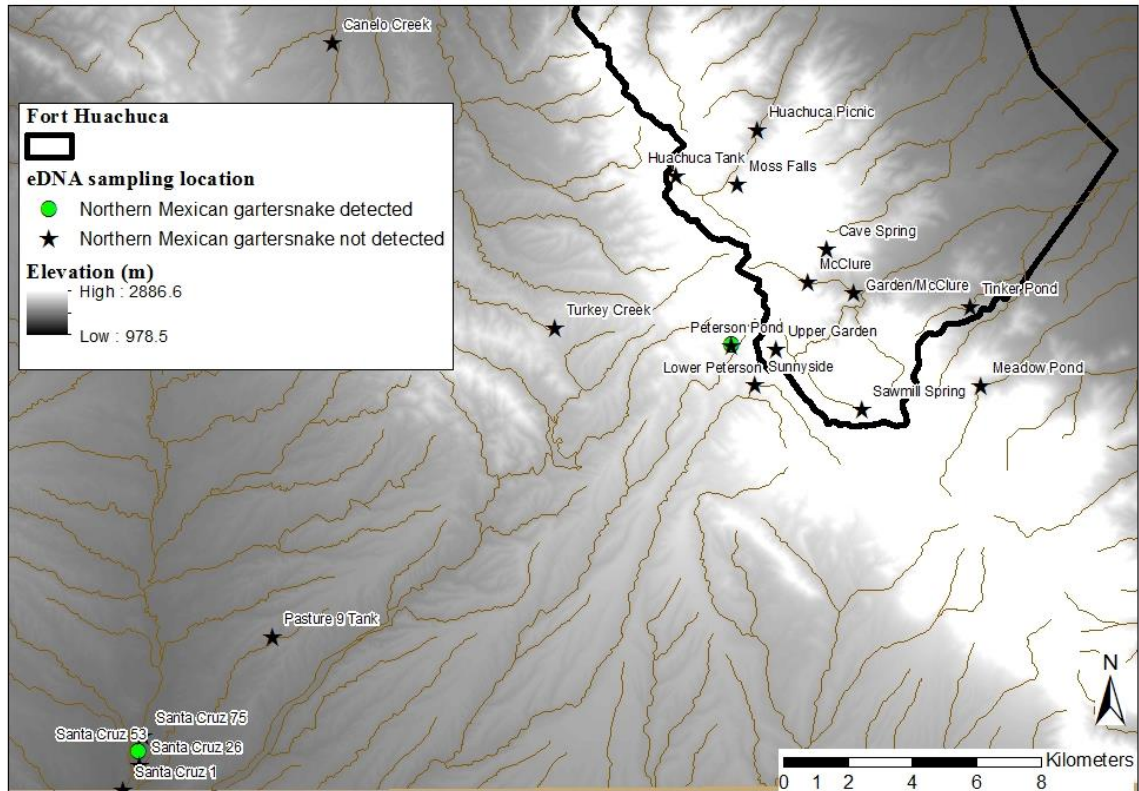 Canelo Creek
Fort Huachuca
eDNA sampling location
Northern Mexican gartersnake detected
Northern Mexican gartersnake not detected
Elevation (m)
High : 2886.6
Low : 978.5
Huachuca Picnic
Huachuca Tank
Moss Falls
Cave Spring
McClure
Garden/McClure
Tinker Pond
Turkey Creek
Peterson Pond
Upper Garden
Lower Peterson
Sunnyside
Meadow Pond
Sawmill Spring
Pasture 9 Tank
Santa Cruz 75
Santa Cruz 53
Santa Cruz 26
Santa Cruz 1
N
Kilometers
0 1 2 4 6 8